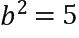 b² = 5